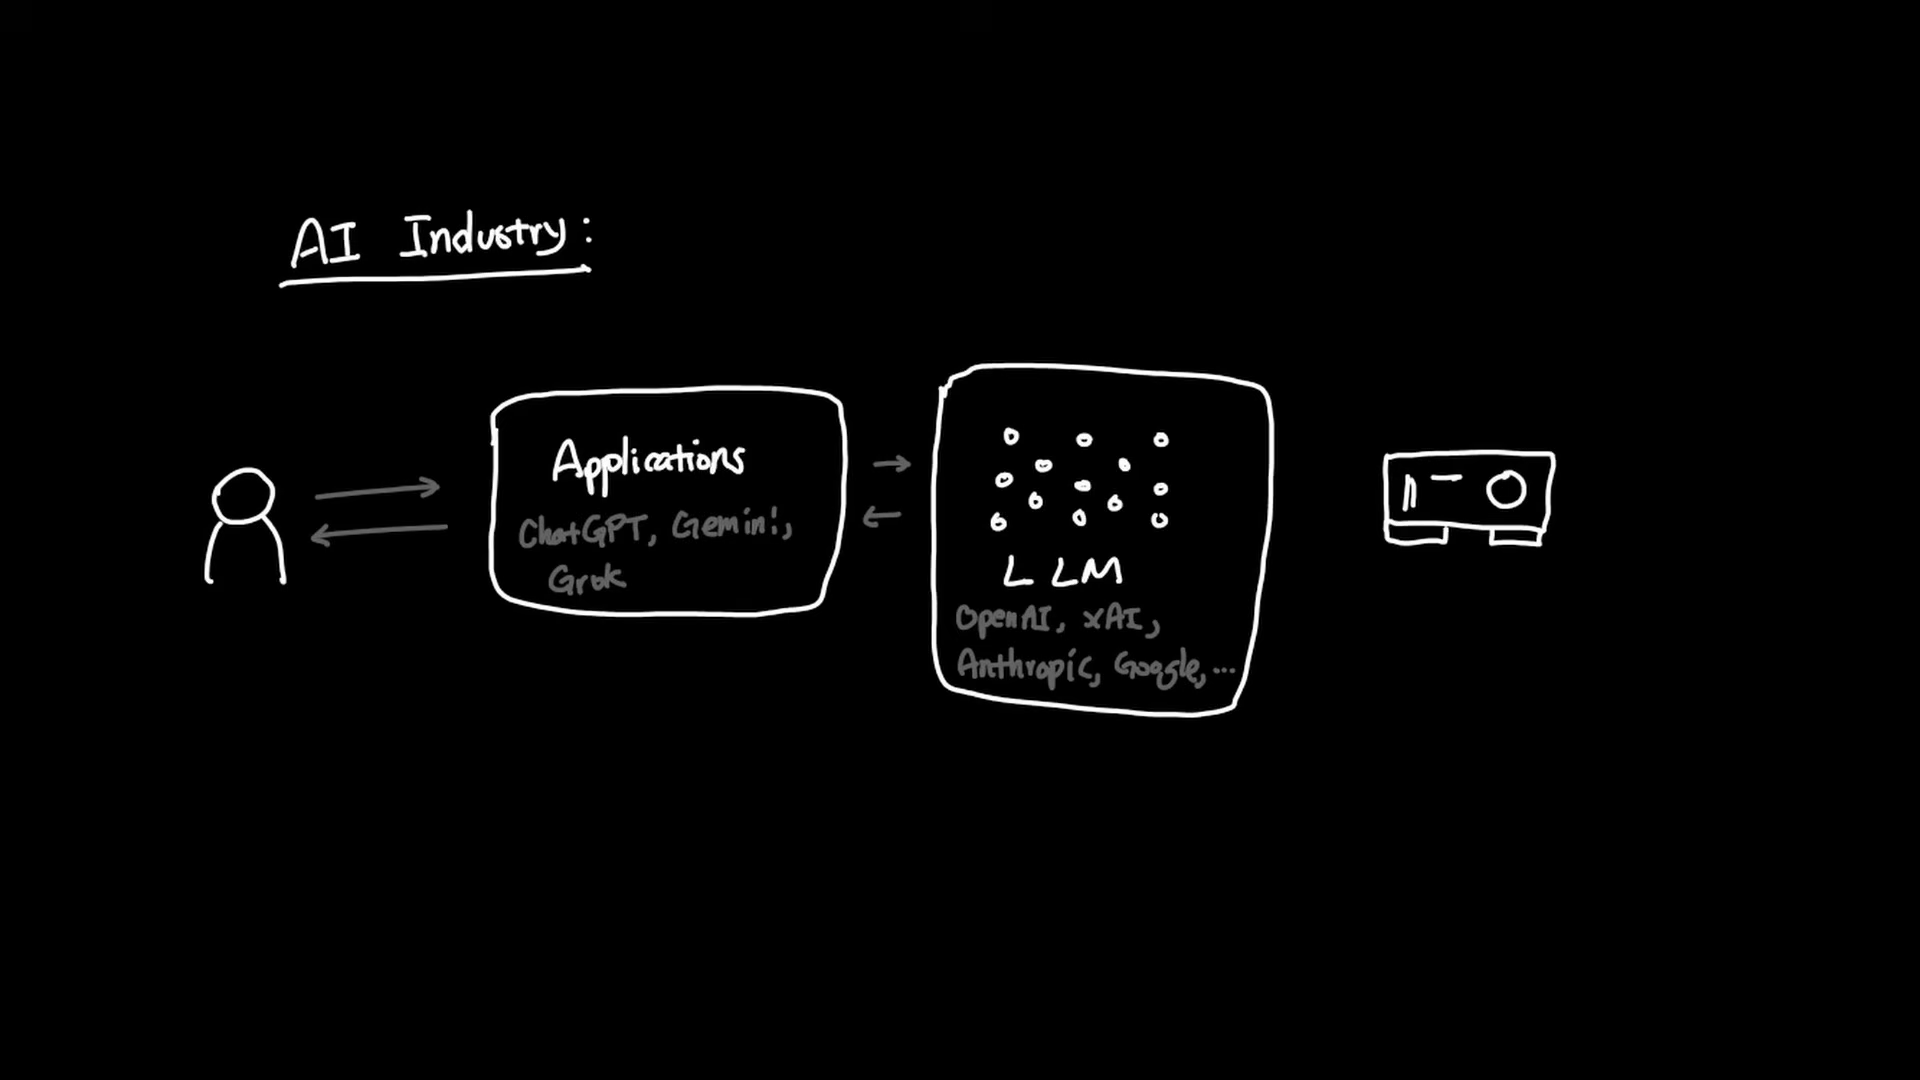 AI Industry:
Applications
ChatGPT, Gemini,
Grok
LLM
OpenAI, xAI,
Anthropic, Google, ...